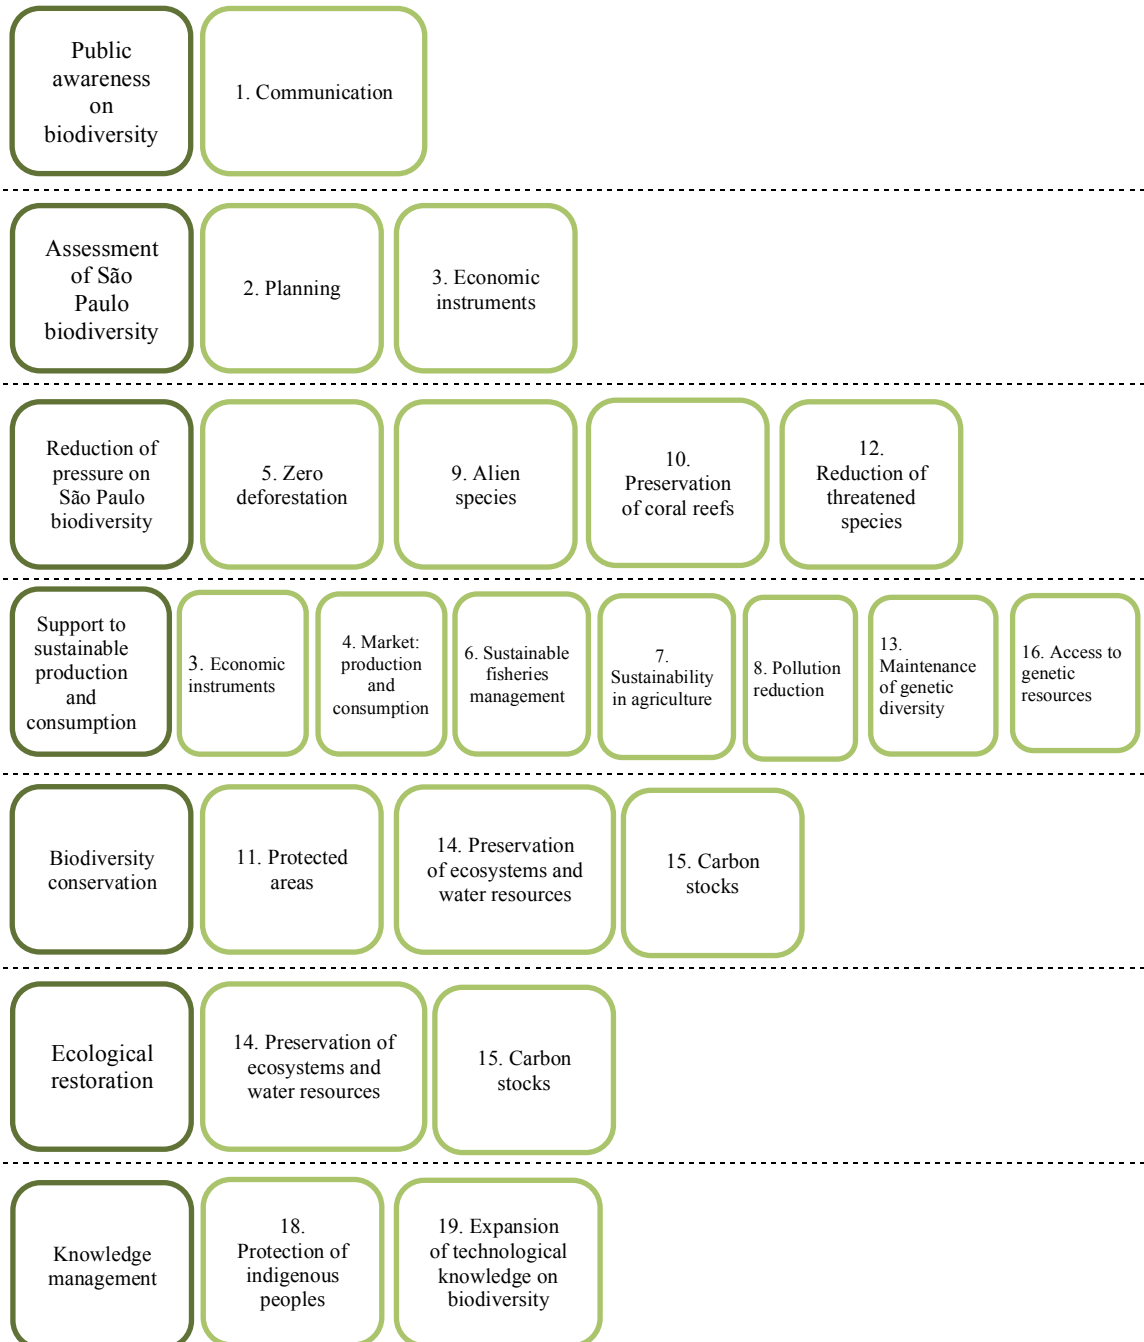 Public
awareness
on
biodiversity
1. Communication
Assessment
of São
Paulo
biodiversity
2. Planning
3. Economic
instruments
Reduction of
pressure on
São Paulo
biodiversity
5. Zero
deforestation
9. Alien
species
10.
Preservation
of coral reefs
12.
Reduction of
threatened
species
Support to
sustainable
production
and
consumption
3. Economic
instruments
4. Market:
production
and
consumption
6. Sustainable
fisheries
management
7.
Sustainability
in agriculture
8. Pollution
reduction
13.
Maintenance
of genetic
diversity
16. Access to
genetic
resources
Biodiversity
conservation
11. Protected
areas
14. Preservation
of ecosystems and
water resources
15. Carbon
stocks
Ecological
restoration
14. Preservation of
ecosystems and
water resources
15. Carbon
stocks
Knowledge
management
18.
Protection of
indigenous
peoples
19. Expansion
of technological
knowledge on
biodiversity